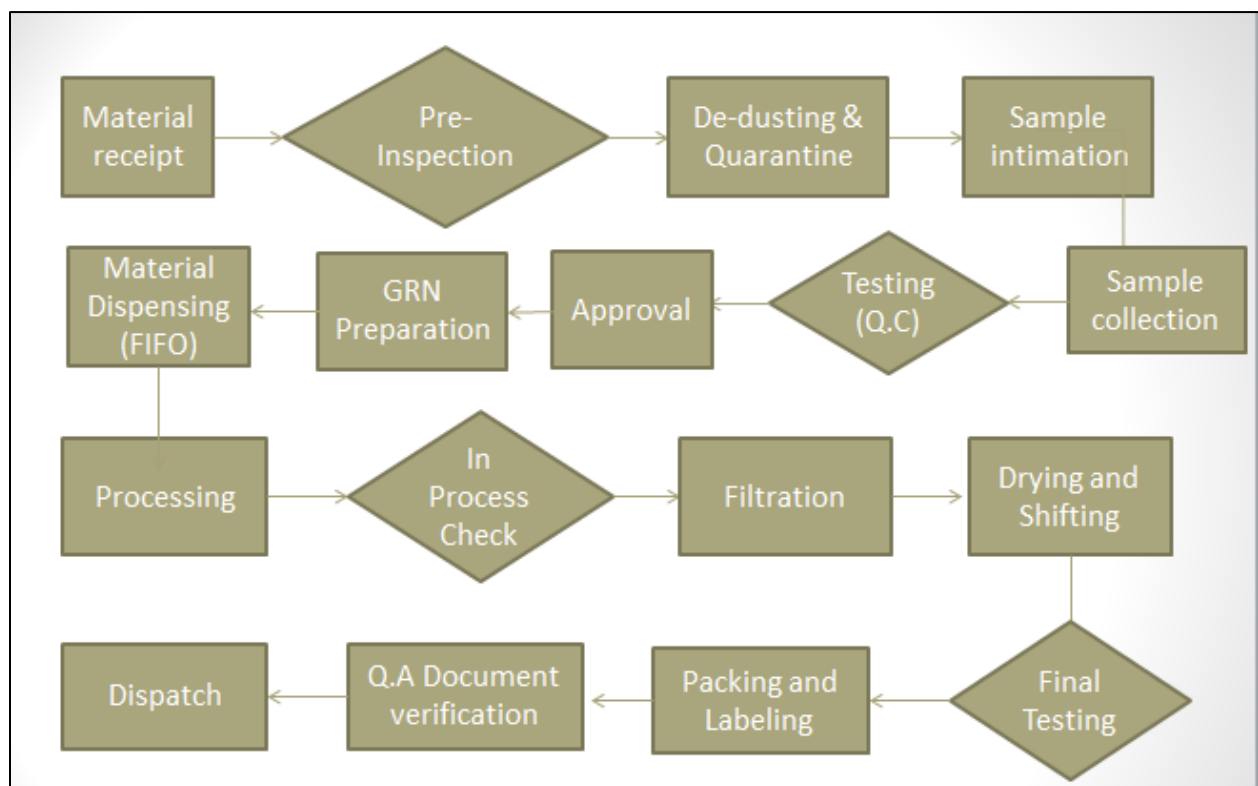 Material
receipt
Pre-
Inspection
De-dusting &
Quarantine
Sample
intimation
Sample
collection
Testing
(Q.C)
Approval
GRN
Preparation
Material
Dispensing
(FIFO)
Processing
In
Process
Check
Filtration
Drying and
Shifting
Final
Testing
Packing and
Labeling
Q.A Document
verification
Dispatch